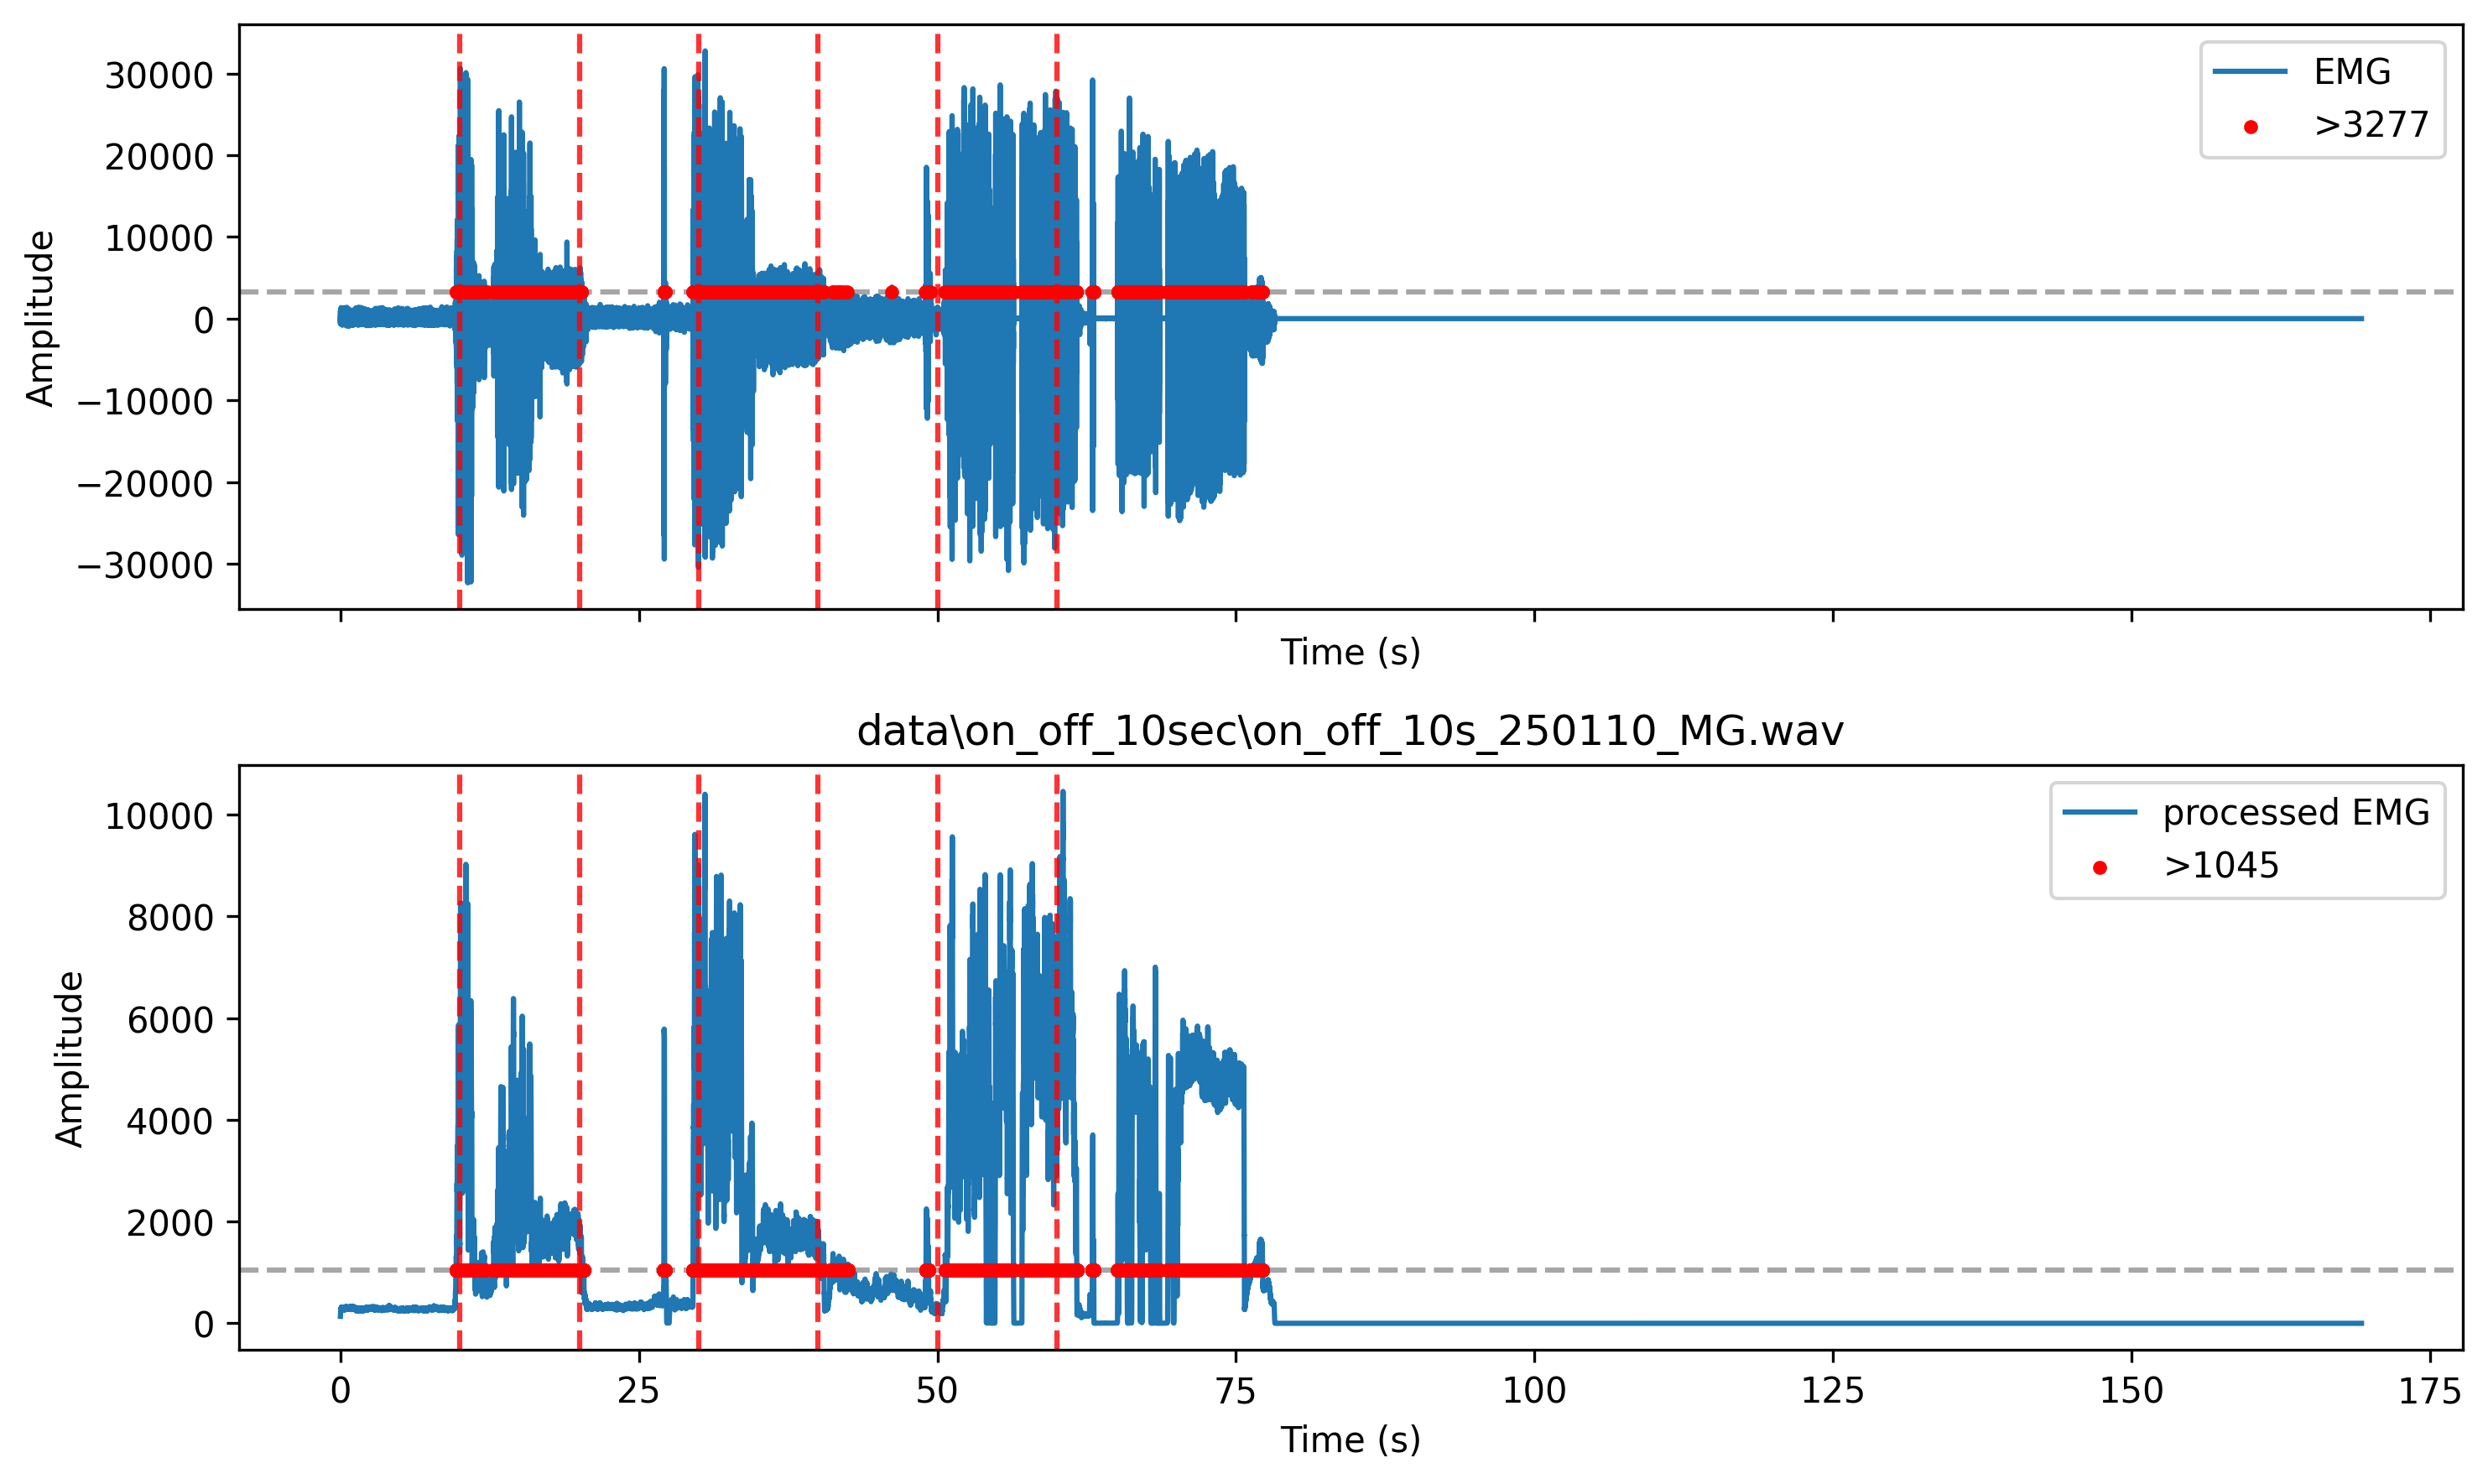 30000
20000
10000
0
−10000
−20000
−30000
Amplitude
EMG
>3277
Time (s)
data\on_off_10sec\on_off_10s_250110_MG.wav
10000
8000
6000
4000
2000
0
Amplitude
processed EMG
>1045
0 25 50 75 100 125 150 175
Time (s)